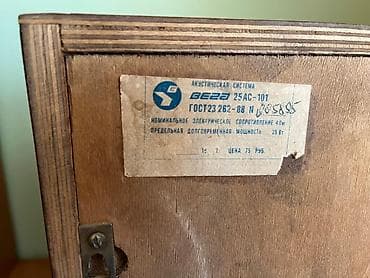 АКУСТИЧЕСКАЯ СИСТЕМА
ВЕГА 25АС-101
ГОСТ 23 262-88 N
НОМИНАЛЬНОЕ ЭЛЕКТРИЧЕСКОЕ СОПРОТИВЛЕНИЕ 4 Ом
ПРЕДЕЛЬНАЯ ДОЛГОВРЕМЕННАЯ МОЩНОСТЬ 35 Вт
ЦЕНА 75 РУБ.